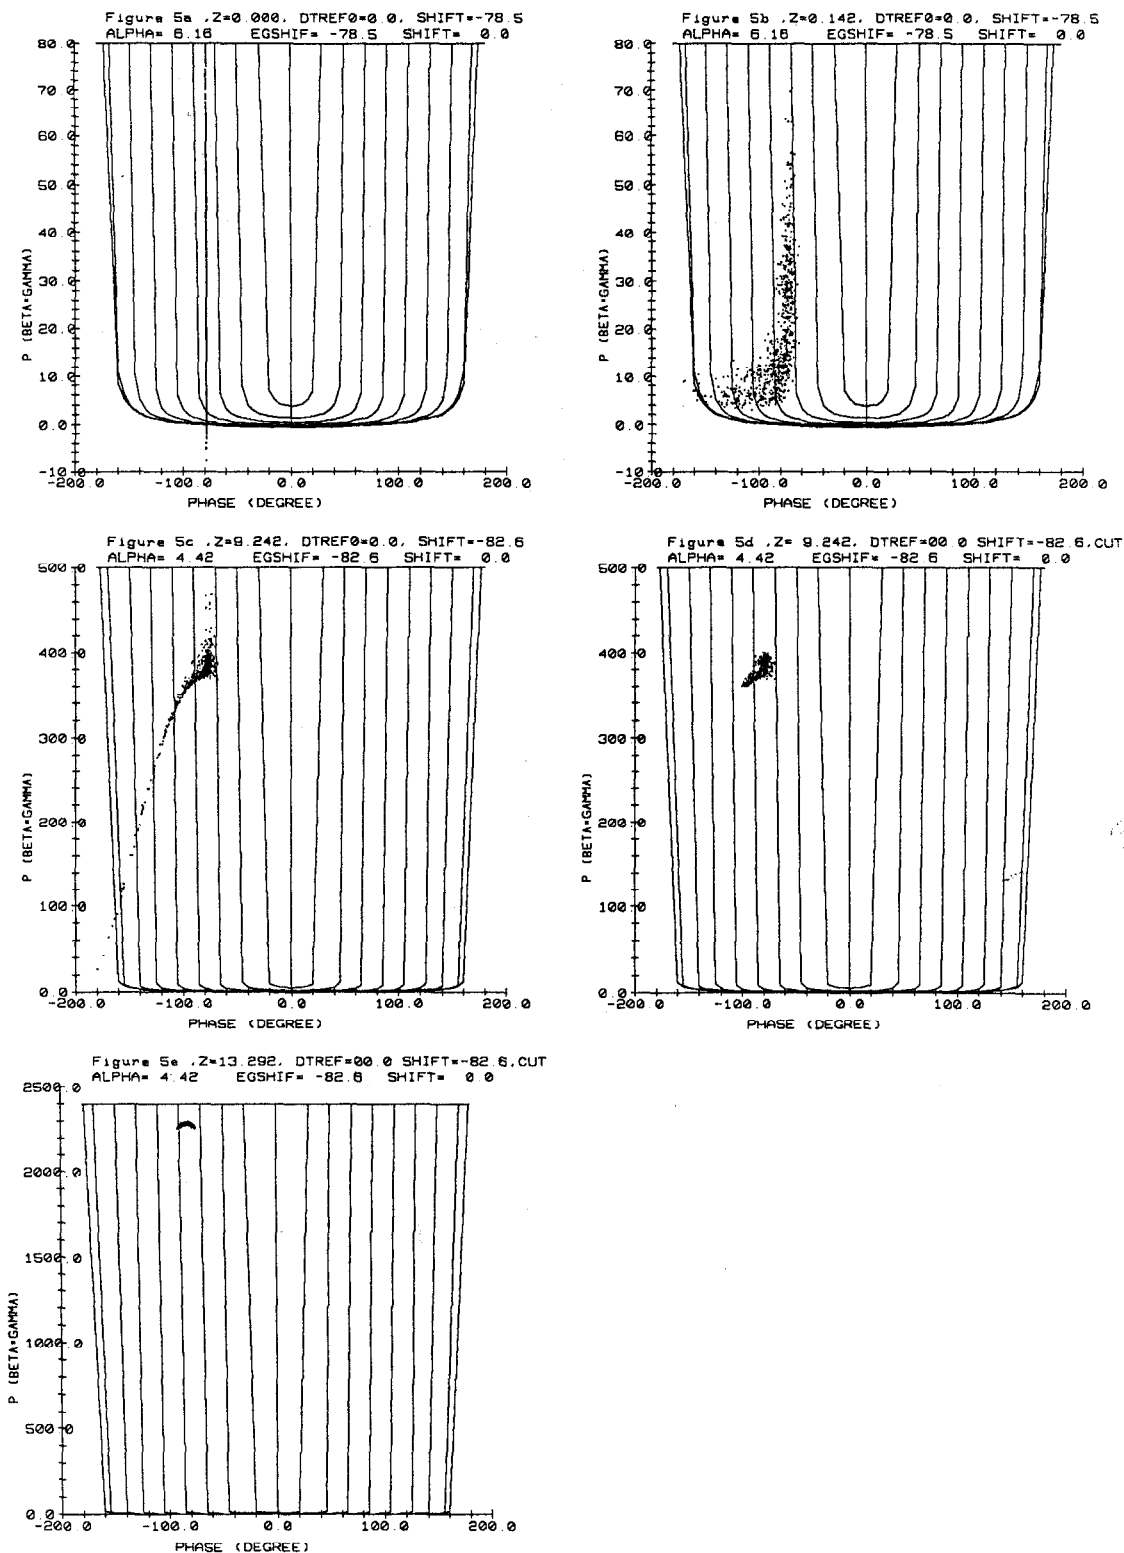 Figure 5a ,Z=0.000, DTREF0=0.0, SHIFT=-78.5
ALPHA= 6.16 EGSHIF= -78.5 SHIFT= 0.0
80.0
70.0
60.0
50.0
40.0
30.0
20.0
10.0
0.0
-10.0
P (BETA*GAMMA)
-200.0 -100.0 0.0 100.0 200.0
PHASE (DEGREE)
Figure 5b ,Z=0.142, DTREF0=0.0, SHIFT=-78.5
ALPHA= 6.16 EGSHIF= -78.5 SHIFT= 0.0
80.0
70.0
60.0
50.0
40.0
30.0
20.0
10.0
0.0
-10.0
P (BETA*GAMMA)
-200.0 -100.0 0.0 100.0 200.0
PHASE (DEGREE)
Figure 5c ,Z=9.242, DTREF0=0.0, SHIFT=-82.6
ALPHA= 4.42 EGSHIF= -82.6 SHIFT= 0.0
500.0
400.0
300.0
200.0
100.0
0.0
P (BETA*GAMMA)
-200.0 -100.0 0.0 100.0 200.0
PHASE (DEGREE)
Figure 5d ,Z= 9.242, DTREF=00.0 SHIFT=-82.6,CUT
ALPHA= 4.42 EGSHIF= -82.6 SHIFT= 0.0
500.0
400.0
300.0
200.0
100.0
0.0
P (BETA*GAMMA)
-200.0 -100.0 0.0 100.0 200.0
PHASE (DEGREE)
Figure 5e ,Z=13.292, DTREF=00.0 SHIFT=-82.6,CUT
ALPHA= 4.42 EGSHIF= -82.6 SHIFT= 0.0
2500.0
2000.0
1500.0
1000.0
500.0
0.0
P (BETA*GAMMA)
-200.0 -100.0 0.0 100.0 200.0
PHASE (DEGREE)